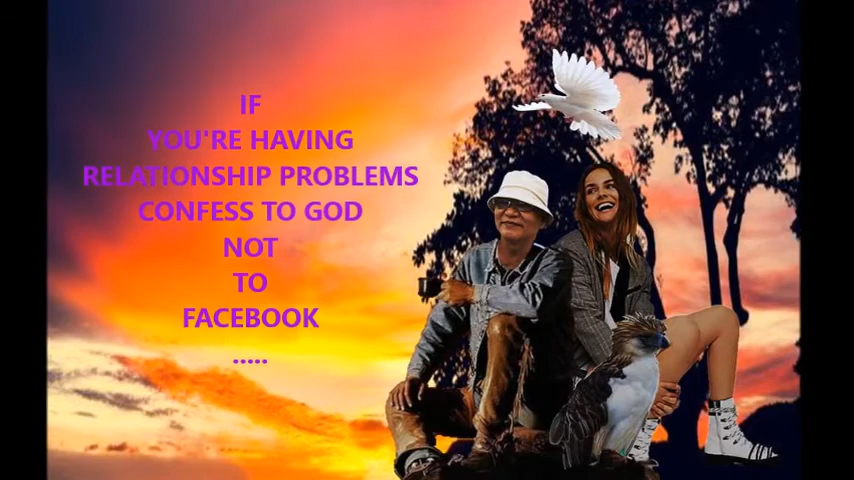 IF
YOU'RE HAVING
RELATIONSHIP PROBLEMS
CONFESS TO GOD
NOT
TO
FACEBOOK
.....